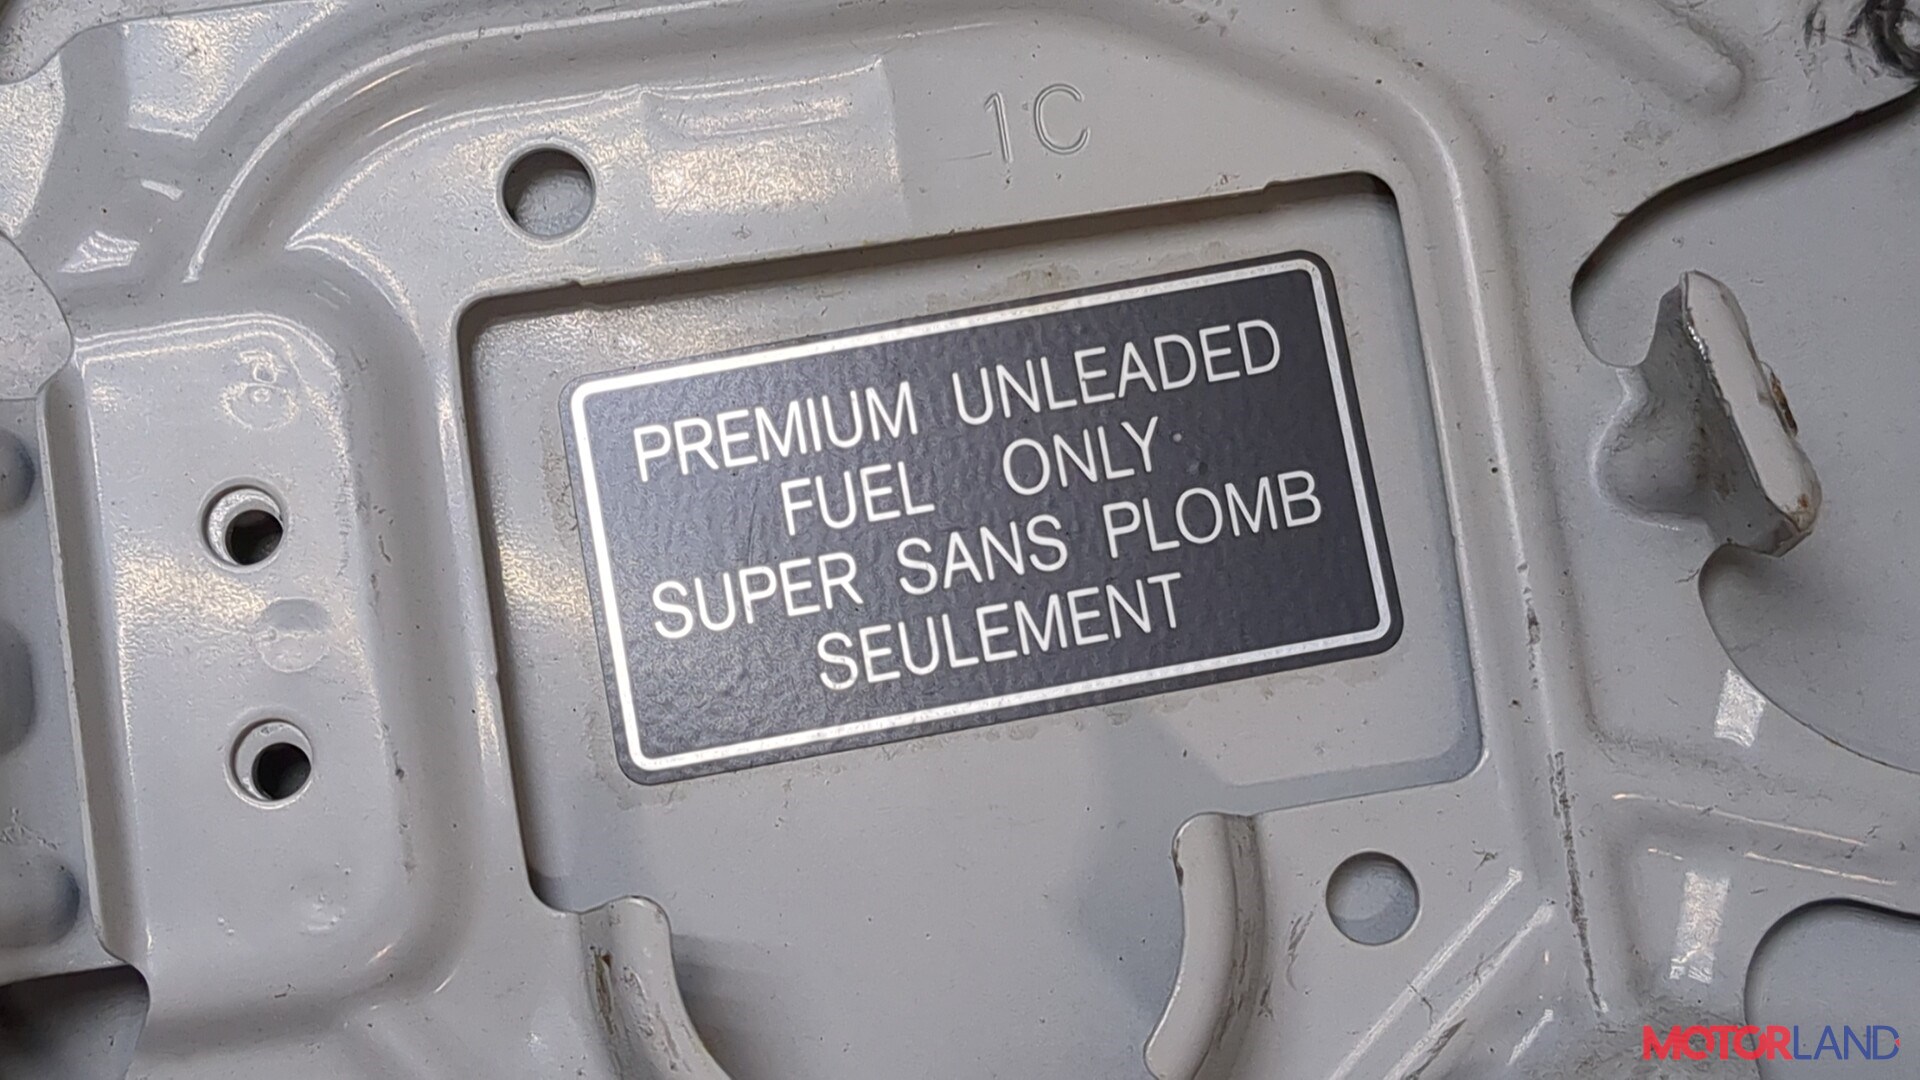 1C
PREMIUM UNLEADED
FUEL ONLY
SUPER SANS PLOMB
SEULEMENT
MOTORLAND